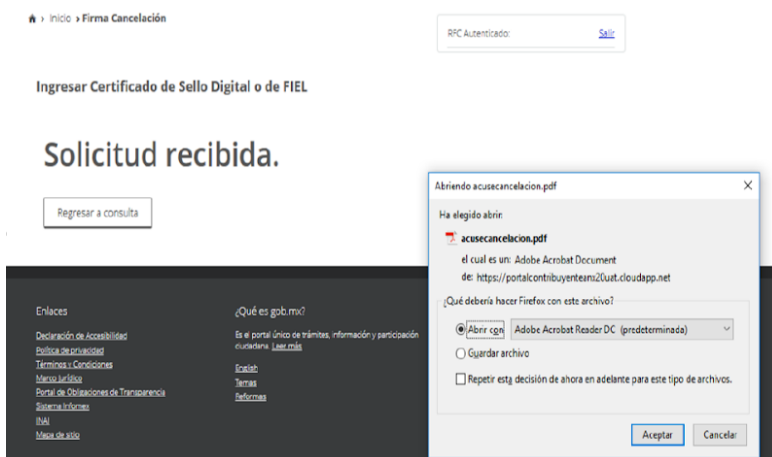 > Inicio > Firma Cancelación
RFC Autenticado: Salir
Ingresar Certificado de Sello Digital o de FIEL
Solicitud recibida.
Regresar a consulta
Abriendo acusecancelacion.pdf
Ha elegido abrir:
acusecancelacion.pdf
el cual es un: Adobe Acrobat Document
de: https://portalcontribuyenteans20uat.cloudapp.net
¿Qué debería hacer Firefox con este archivo?
Abrir con Adobe Acrobat Reader DC (predeterminada)
Guardar archivo
Repetir esta decisión de ahora en adelante para este tipo de archivos.
Aceptar Cancelar
Enlaces
Declaración de Accesibilidad
Política de privacidad
Términos y Condiciones
Marco Jurídico
Portal de Obligaciones de Transparencia
Sistema Infomex
INAI
Mapa de sitio
¿Qué es gob.mx?
Es el portal único de trámites, información y participación
ciudadana. Leer más
English
Temas
Reformas